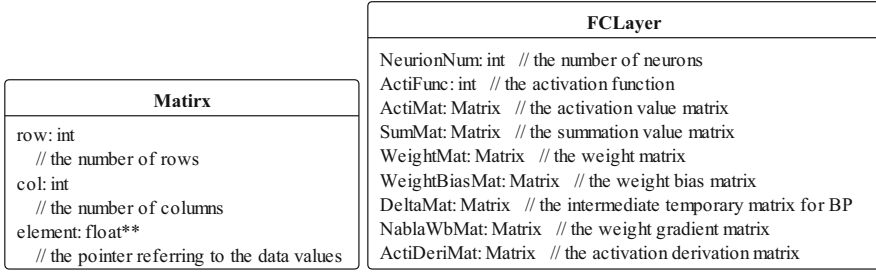 Matirx
row: int
// the number of rows
col: int
// the number of columns
element: float**
// the pointer referring to the data values
FCLayer
NeurionNum: int // the number of neurons
ActiFunc: int // the activation function
ActiMat: Matrix // the activation value matrix
SumMat: Matrix // the summation value matrix
WeightMat: Matrix // the weight matrix
WeightBiasMat: Matrix // the weight bias matrix
DeltaMat: Matrix // the intermediate temporary matrix for BP
NablaWbMat: Matrix // the weight gradient matrix
ActiDeriMat: Matrix // the activation derivation matrix